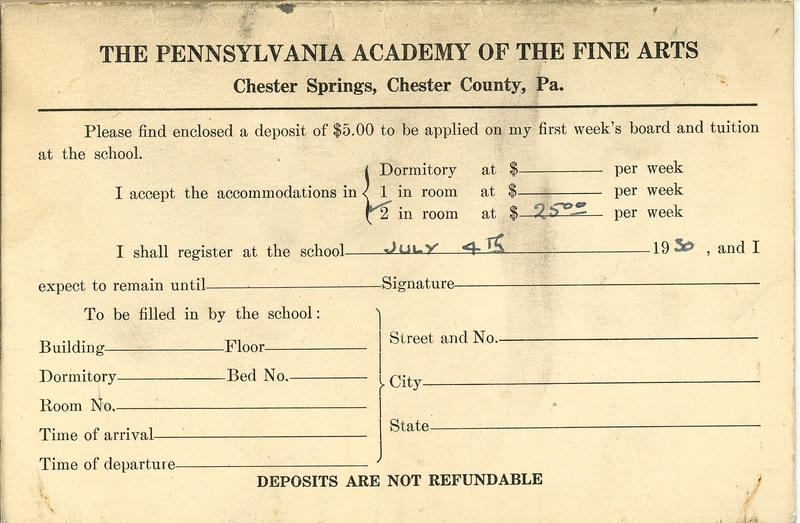 THE PENNSYLVANIA ACADEMY OF THE FINE ARTS
Chester Springs, Chester County, Pa.
Please find enclosed a deposit of $5.00 to be applied on my first week's board and tuition
at the school.
Dormitory at $ per week
I accept the accommodations in 1 in room at $ per week
✓ 2 in room at $ 25⁰⁰ per week
I shall register at the school JULY 4TH 1930, and I
expect to remain until Signature
To be filled in by the school:
Building Floor
Dormitory Bed No.
Room No.
Time of arrival
Time of departure
Street and No.
City
State
DEPOSITS ARE NOT REFUNDABLE